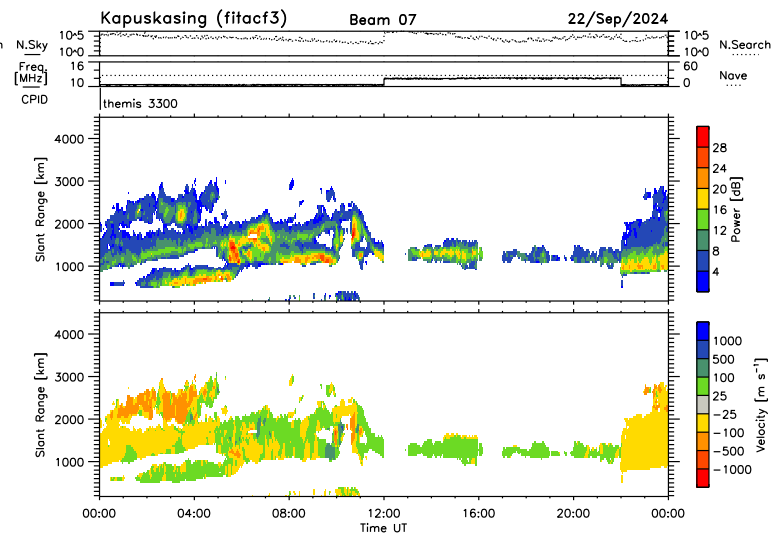 Kapuskasing (fitacf3) Beam 07 22/Sep/2024
N.Sky 10^5 10^0 10^5 10^0 N.Search
Freq. [MHz] 16 10 60 0 Nave
CPID themis 3300
Slant Range [km] 4000 3000 2000 1000
Power [dB] 28 24 20 16 12 8 4
Slant Range [km] 4000 3000 2000 1000
Velocity [m s⁻¹] 1000 500 100 25 -25 -100 -500 -1000
00:00 04:00 08:00 12:00 16:00 20:00 00:00
Time UT